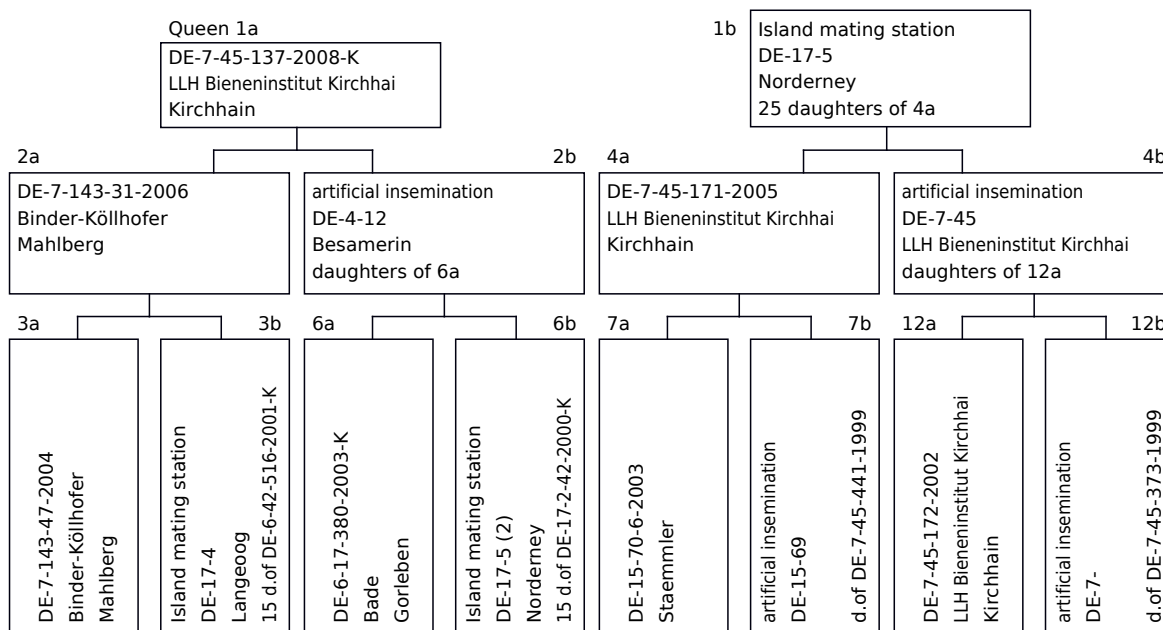 Queen 1a
DE-7-45-137-2008-K
LLH Bieneninstitut Kirchhai
Kirchhain
1b
Island mating station
DE-17-5
Norderney
25 daughters of 4a
2a
DE-7-143-31-2006
Binder-Köllhofer
Mahlberg
2b
artificial insemination
DE-4-12
Besamerin
daughters of 6a
4a
DE-7-45-171-2005
LLH Bieneninstitut Kirchhai
Kirchhain
4b
artificial insemination
DE-7-45
LLH Bieneninstitut Kirchhai
daughters of 12a
3a
DE-7-143-47-2004
Binder-Köllhofer
Mahlberg
3b
Island mating station
DE-17-4
Langeoog
15 d.of DE-6-42-516-2001-K
6a
DE-6-17-380-2003-K
Bade
Gorleben
6b
Island mating station
DE-17-5 (2)
Norderney
15 d.of DE-17-2-42-2000-K
7a
DE-15-70-6-2003
Staemmler
7b
artificial insemination
DE-15-69
d.of DE-7-45-441-1999
12a
DE-7-45-172-2002
LLH Bieneninstitut Kirchhai
Kirchhain
12b
artificial insemination
DE-7-
d.of DE-7-45-373-1999